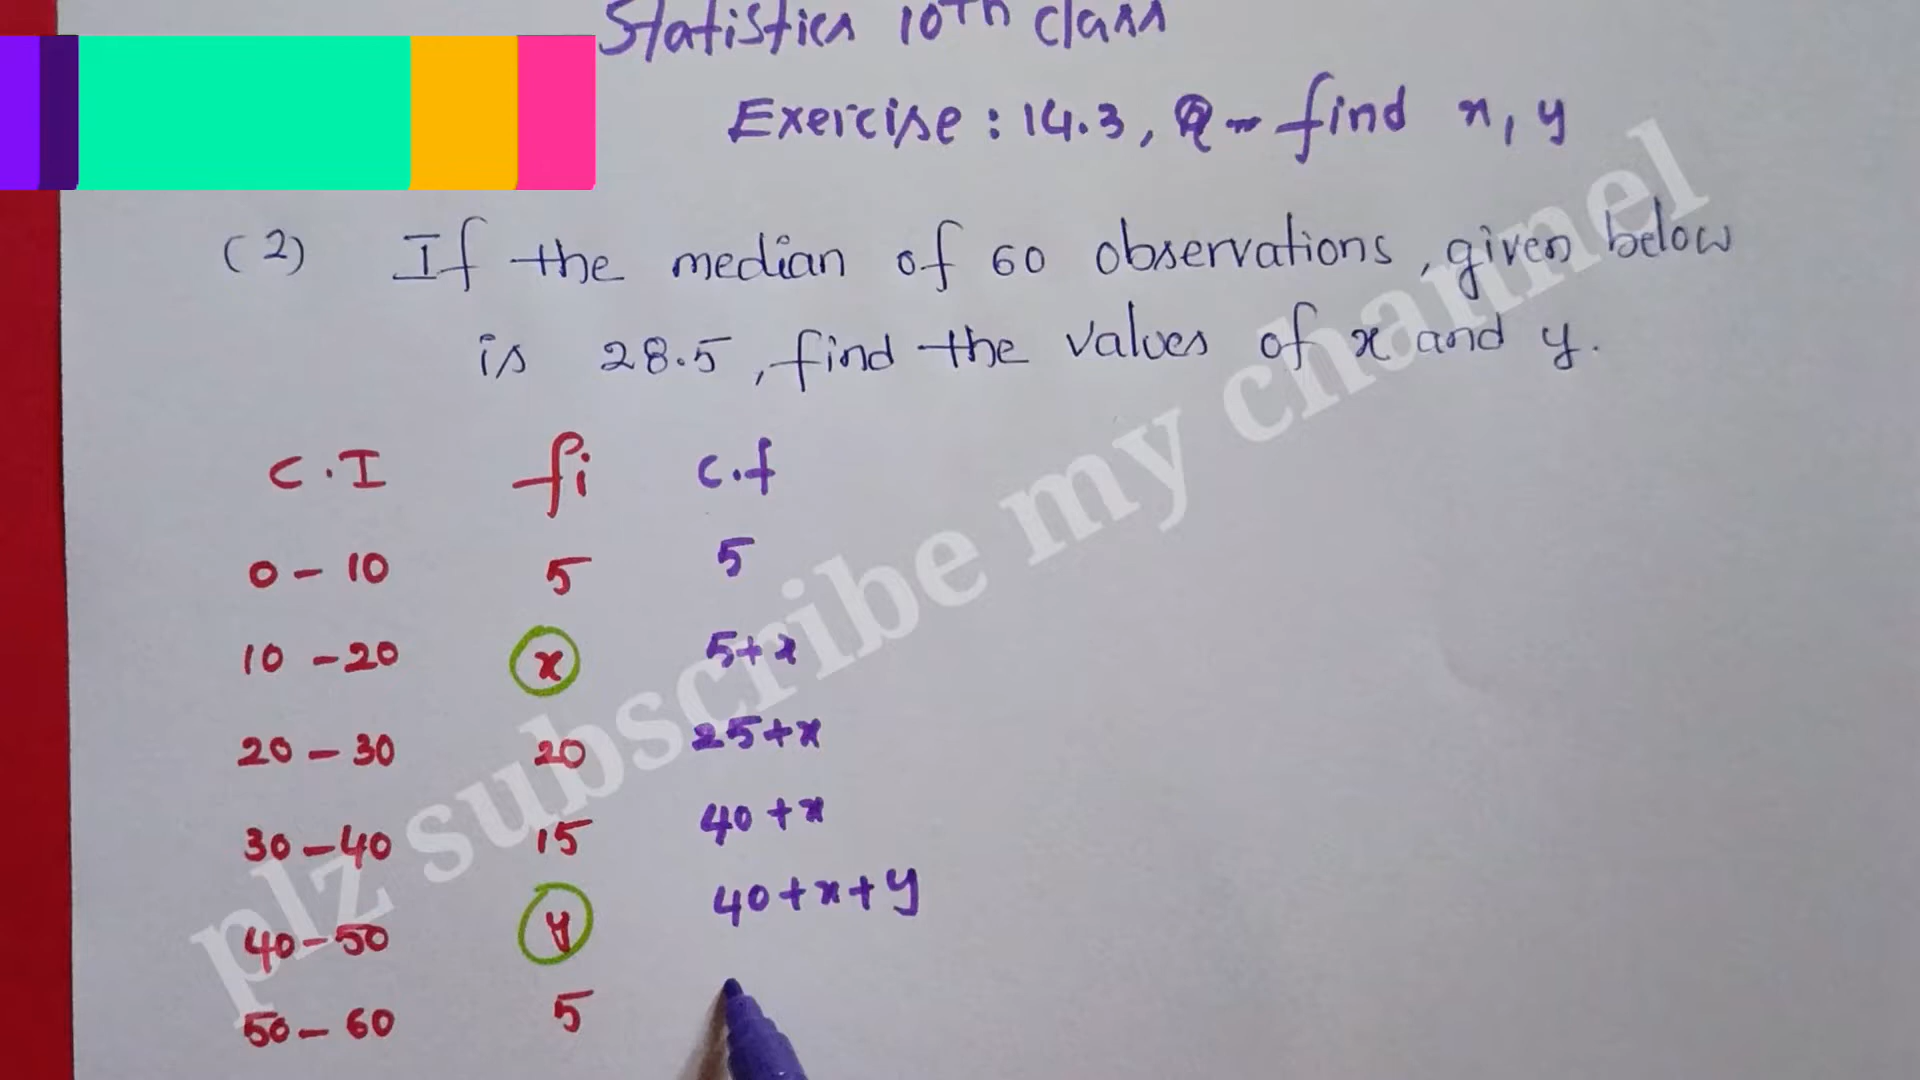 Statistics 10th class
Exercise: 14.3, Q - find x, y
(2) If the median of 60 observations, given below
is 28.5, find the values of x and y.
C.I fi c.f
0-10 5 5
10-20 x 5+x
20-30 20 25+x
30-40 15 40+x
40-50 y 40+x+y
50-60 5
plz subscribe my channel